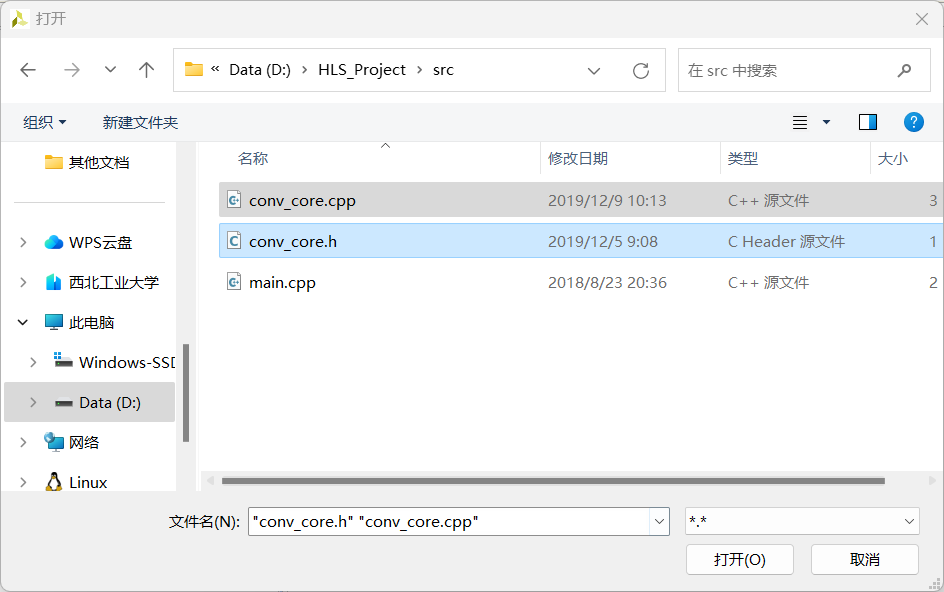 打开
« Data (D:) › HLS_Project › src
在 src 中搜索
组织 新建文件夹
其他文档
WPS云盘
西北工业大学
此电脑
Windows-SSD
Data (D:)
网络
Linux
名称 修改日期 类型 大小
conv_core.cpp 2019/12/9 10:13 C++ 源文件 3
conv_core.h 2019/12/5 9:08 C Header 源文件 1
main.cpp 2018/8/23 20:36 C++ 源文件 2
文件名(N): "conv_core.h" "conv_core.cpp"
*.*
打开(O) 取消